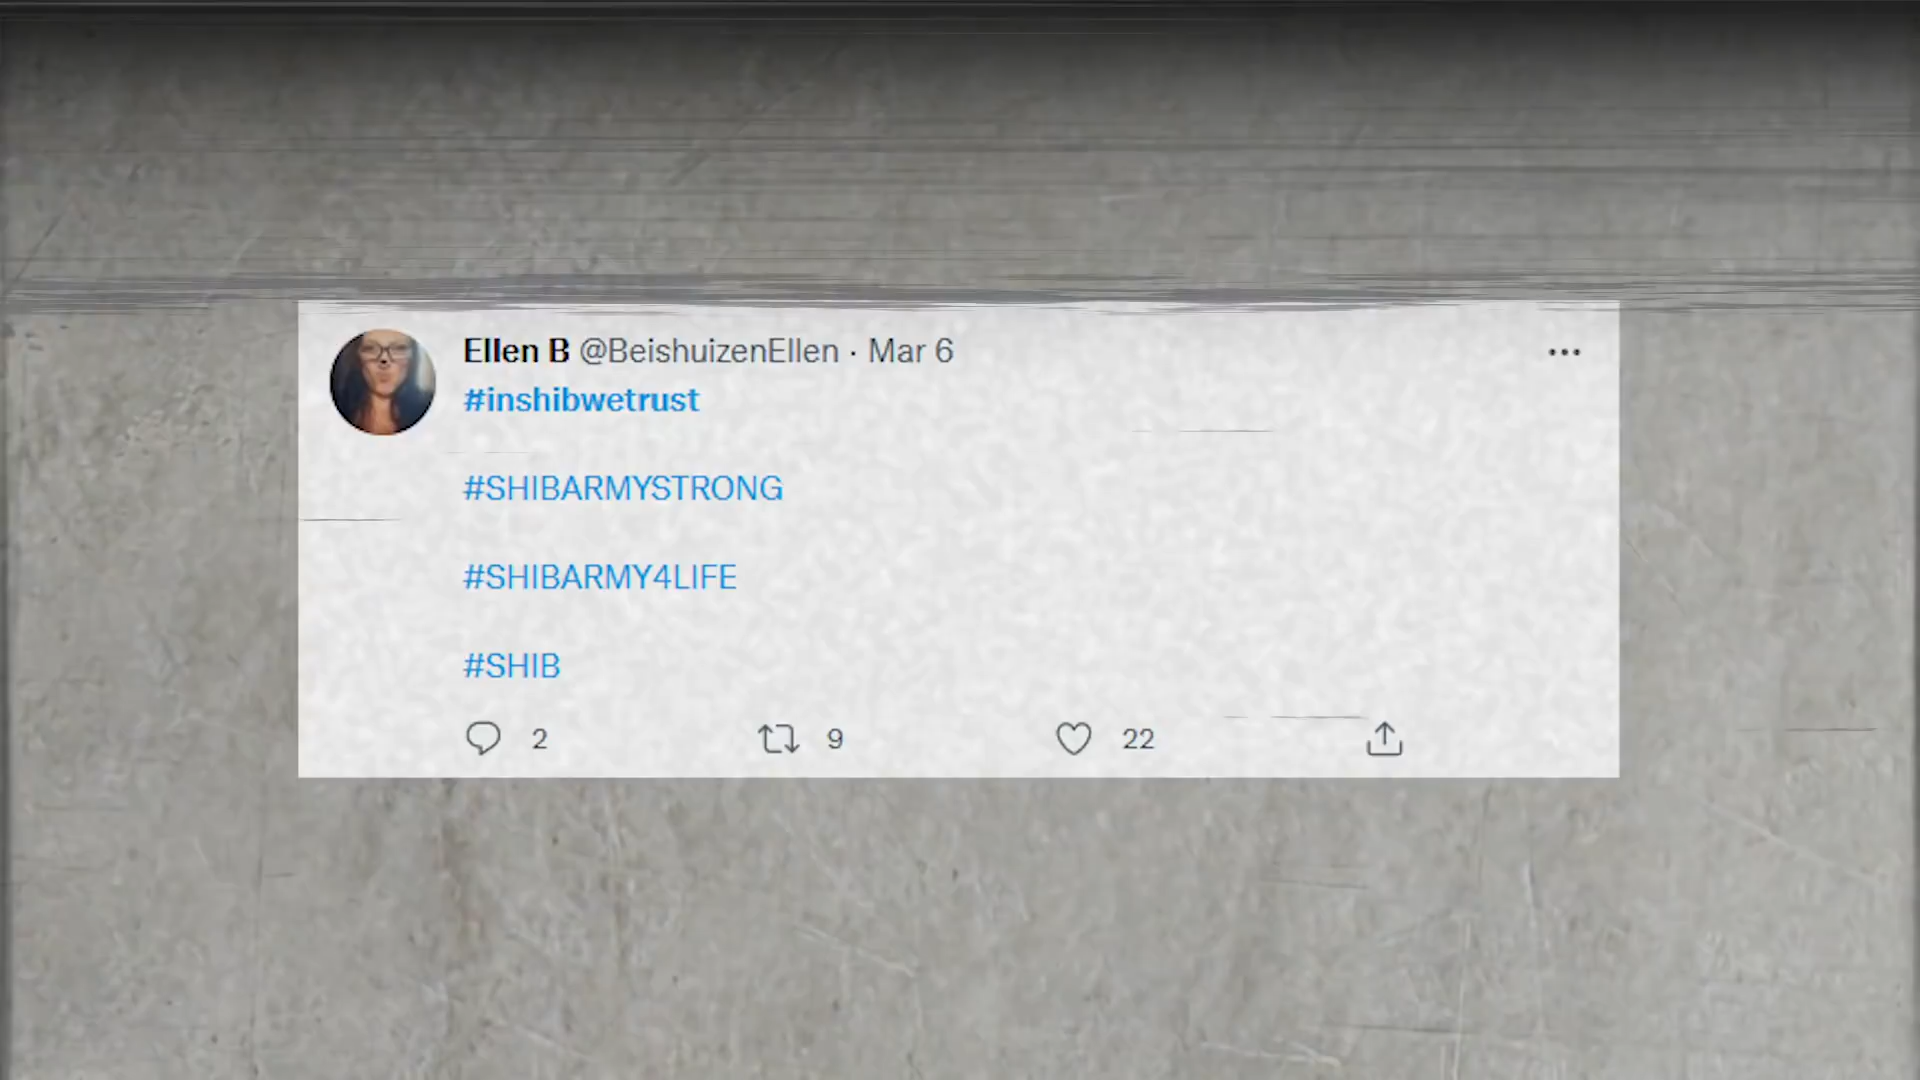 Ellen B @BeishuizenEllen · Mar 6
#inshibwetrust
#SHIBARMYSTRONG
#SHIBARMY4LIFE
#SHIB
2 9 22